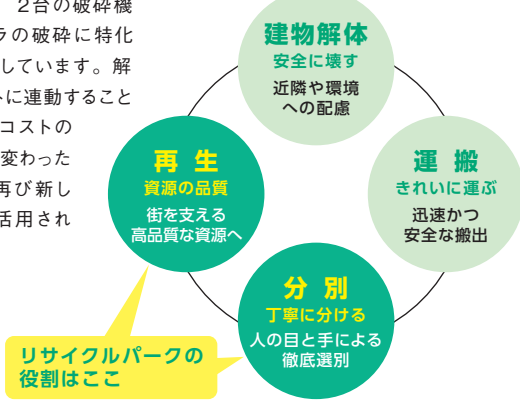 2台の破砕機
ラの破砕に特化
しています。解
に連動すること
コストの
変わった
再び新し
活用され
建物解体
安全に壊す
近隣や環境
への配慮
運搬
きれいに運ぶ
迅速かつ
安全な搬出
分別
丁寧に分ける
人の目と手による
徹底選別
再生
資源の品質
街を支える
高品質な資源へ
リサイクルパークの
役割はここ